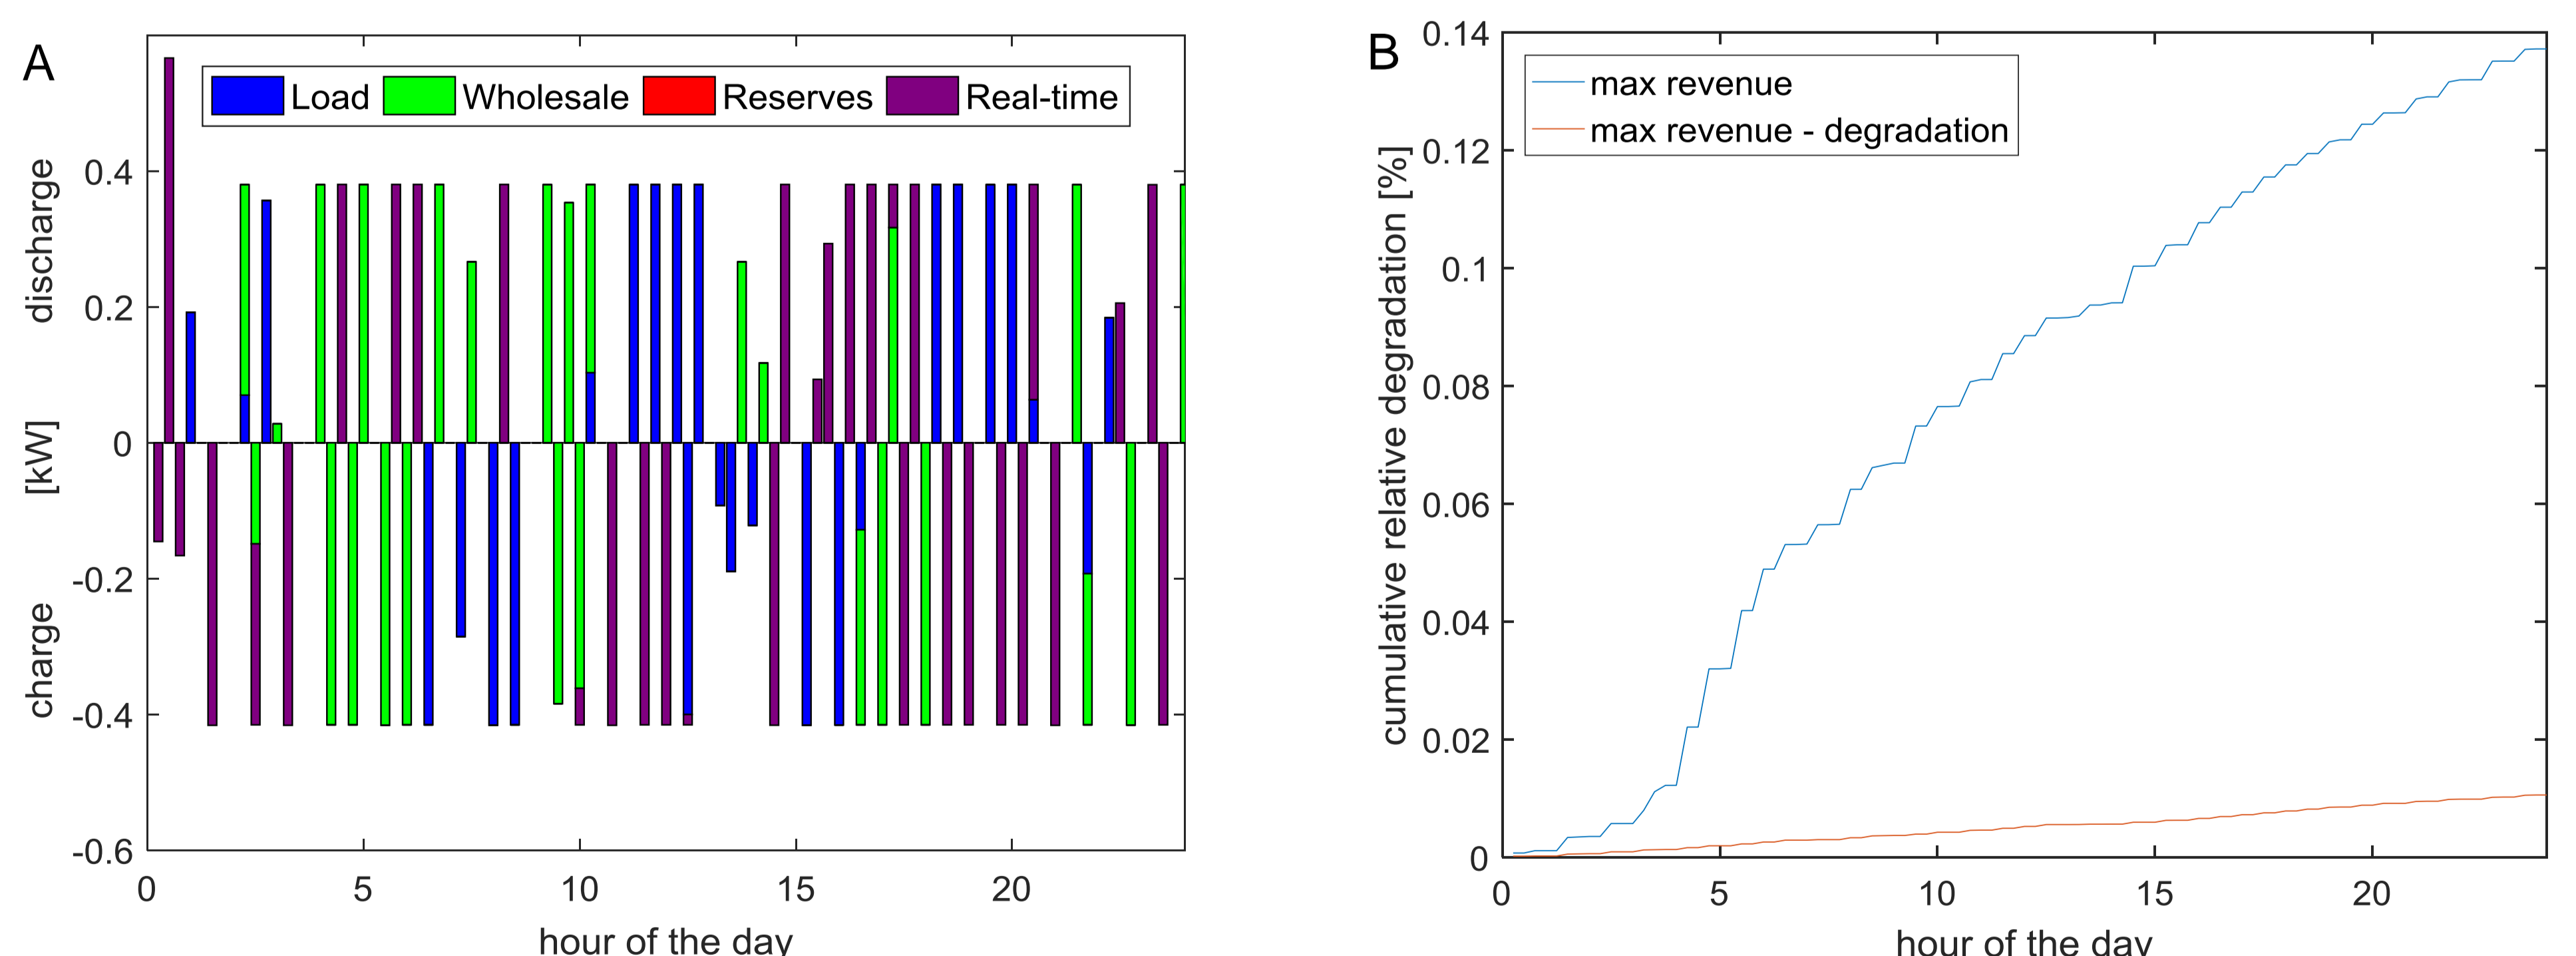 A
Load Wholesale Reserves Real-time
discharge
[kW]
charge
0.4
0.2
0
-0.2
-0.4
-0.6
0 5 10 15 20
hour of the day
B
max revenue
max revenue - degradation
cumulative relative degradation [%]
0.14
0.12
0.1
0.08
0.06
0.04
0.02
0
0 5 10 15 20
hour of the day